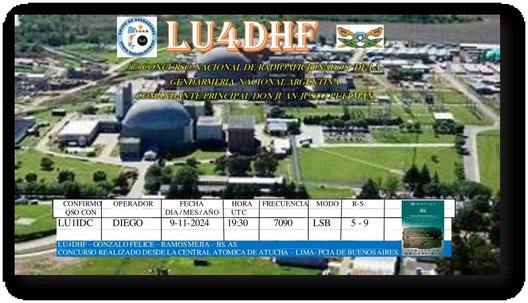 LU4DHF
8º CONCURSO NACIONAL DE RADIOAFICIONADOS DE LA
GENDARMERIA NACIONAL ARGENTINA
COMANDANTE PRINCIPAL DON JUAN JUSTO PUEPMAN
CONFIRMO QSO CON OPERADOR FECHA DIA / MES / AÑO HORA UTC FRECUENCIA MODO R-S
LU1IDC DIEGO 9-11-2024 19:30 7090 LSB 5 - 9
LU4DHF – GONZALO FELICE – RAMOS MEJIA – BS. AS.
CONCURSO REALIZADO DESDE LA CENTRAL ATOMICA DE ATUCHA – LIMA- PCIA DE BUENOS AIRES.